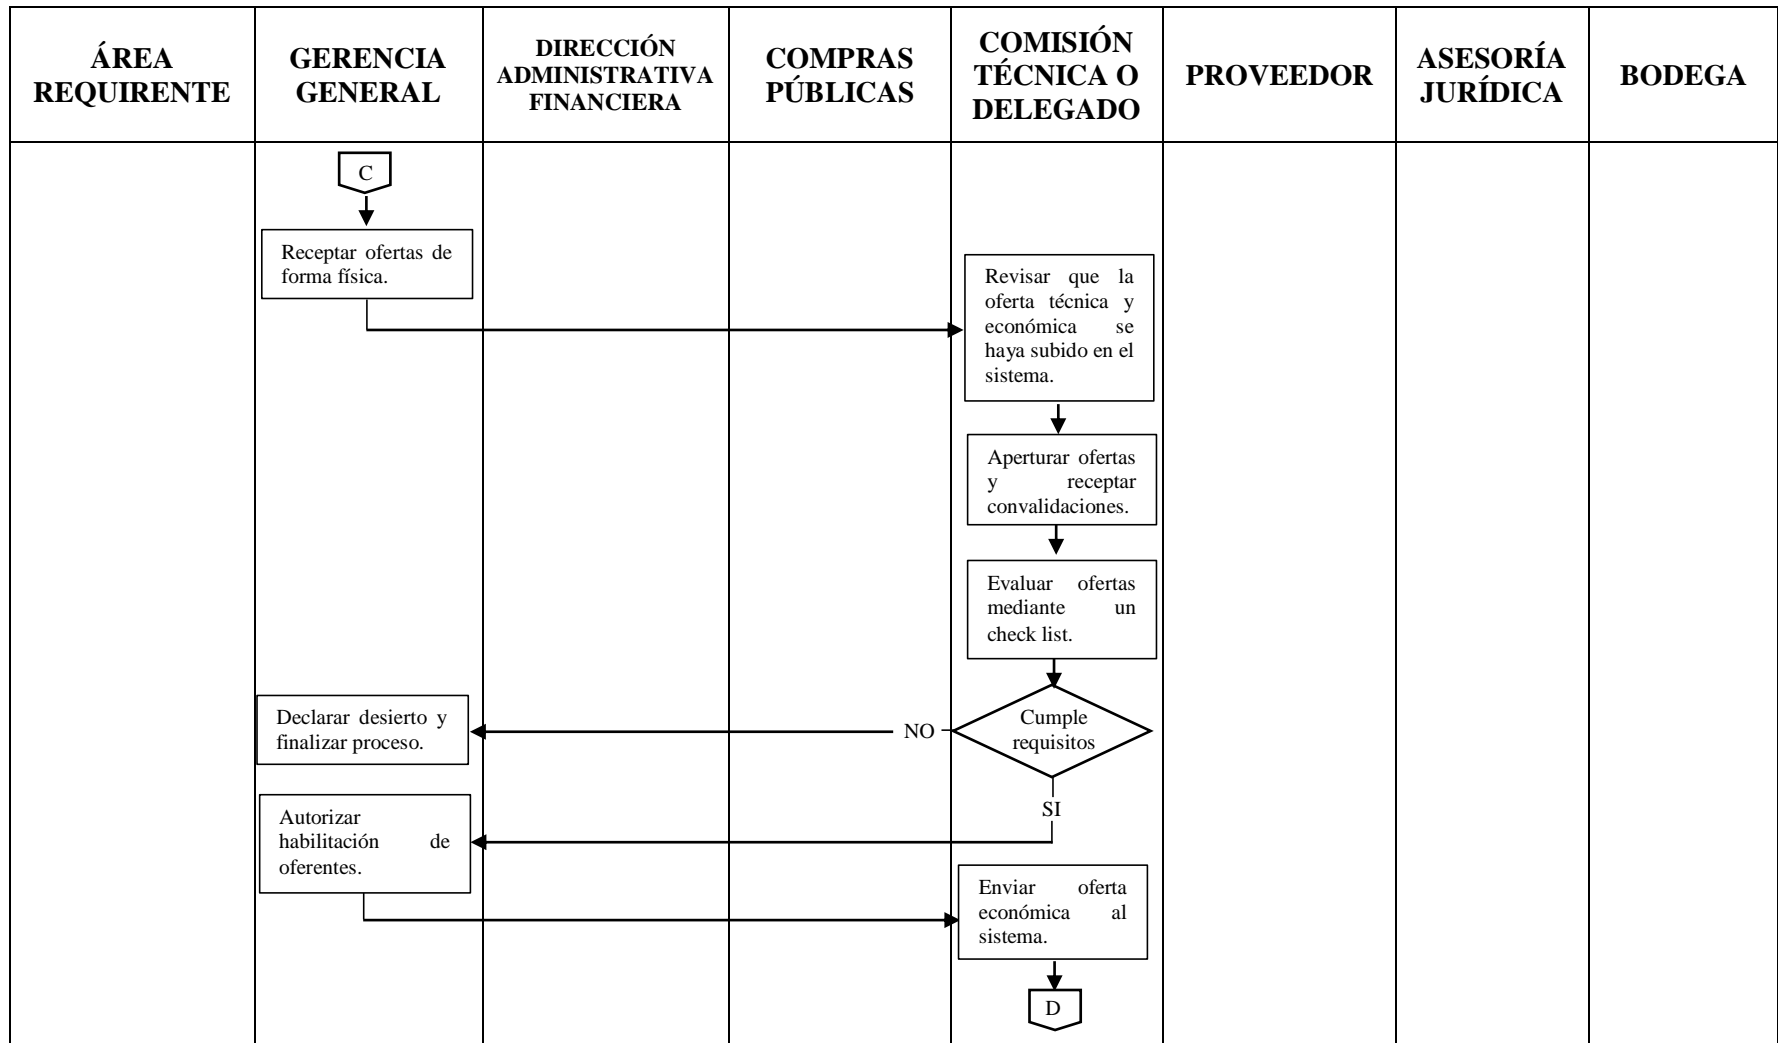 ÁREA
REQUIRENTE
GERENCIA
GENERAL
DIRECCIÓN
ADMINISTRATIVA
FINANCIERA
COMPRAS
PÚBLICAS
COMISIÓN
TÉCNICA O
DELEGADO
PROVEEDOR
ASESORÍA
JURÍDICA
BODEGA
C
Receptar ofertas de
forma física.
Revisar que la
oferta técnica y
económica se
haya subido en el
sistema.
Aperturar ofertas
y receptar
convalidaciones.
Evaluar ofertas
mediante un
check list.
Cumple
requisitos
NO
Declarar desierto y
finalizar proceso.
SI
Autorizar
habilitación de
oferentes.
Enviar oferta
económica al
sistema.
D